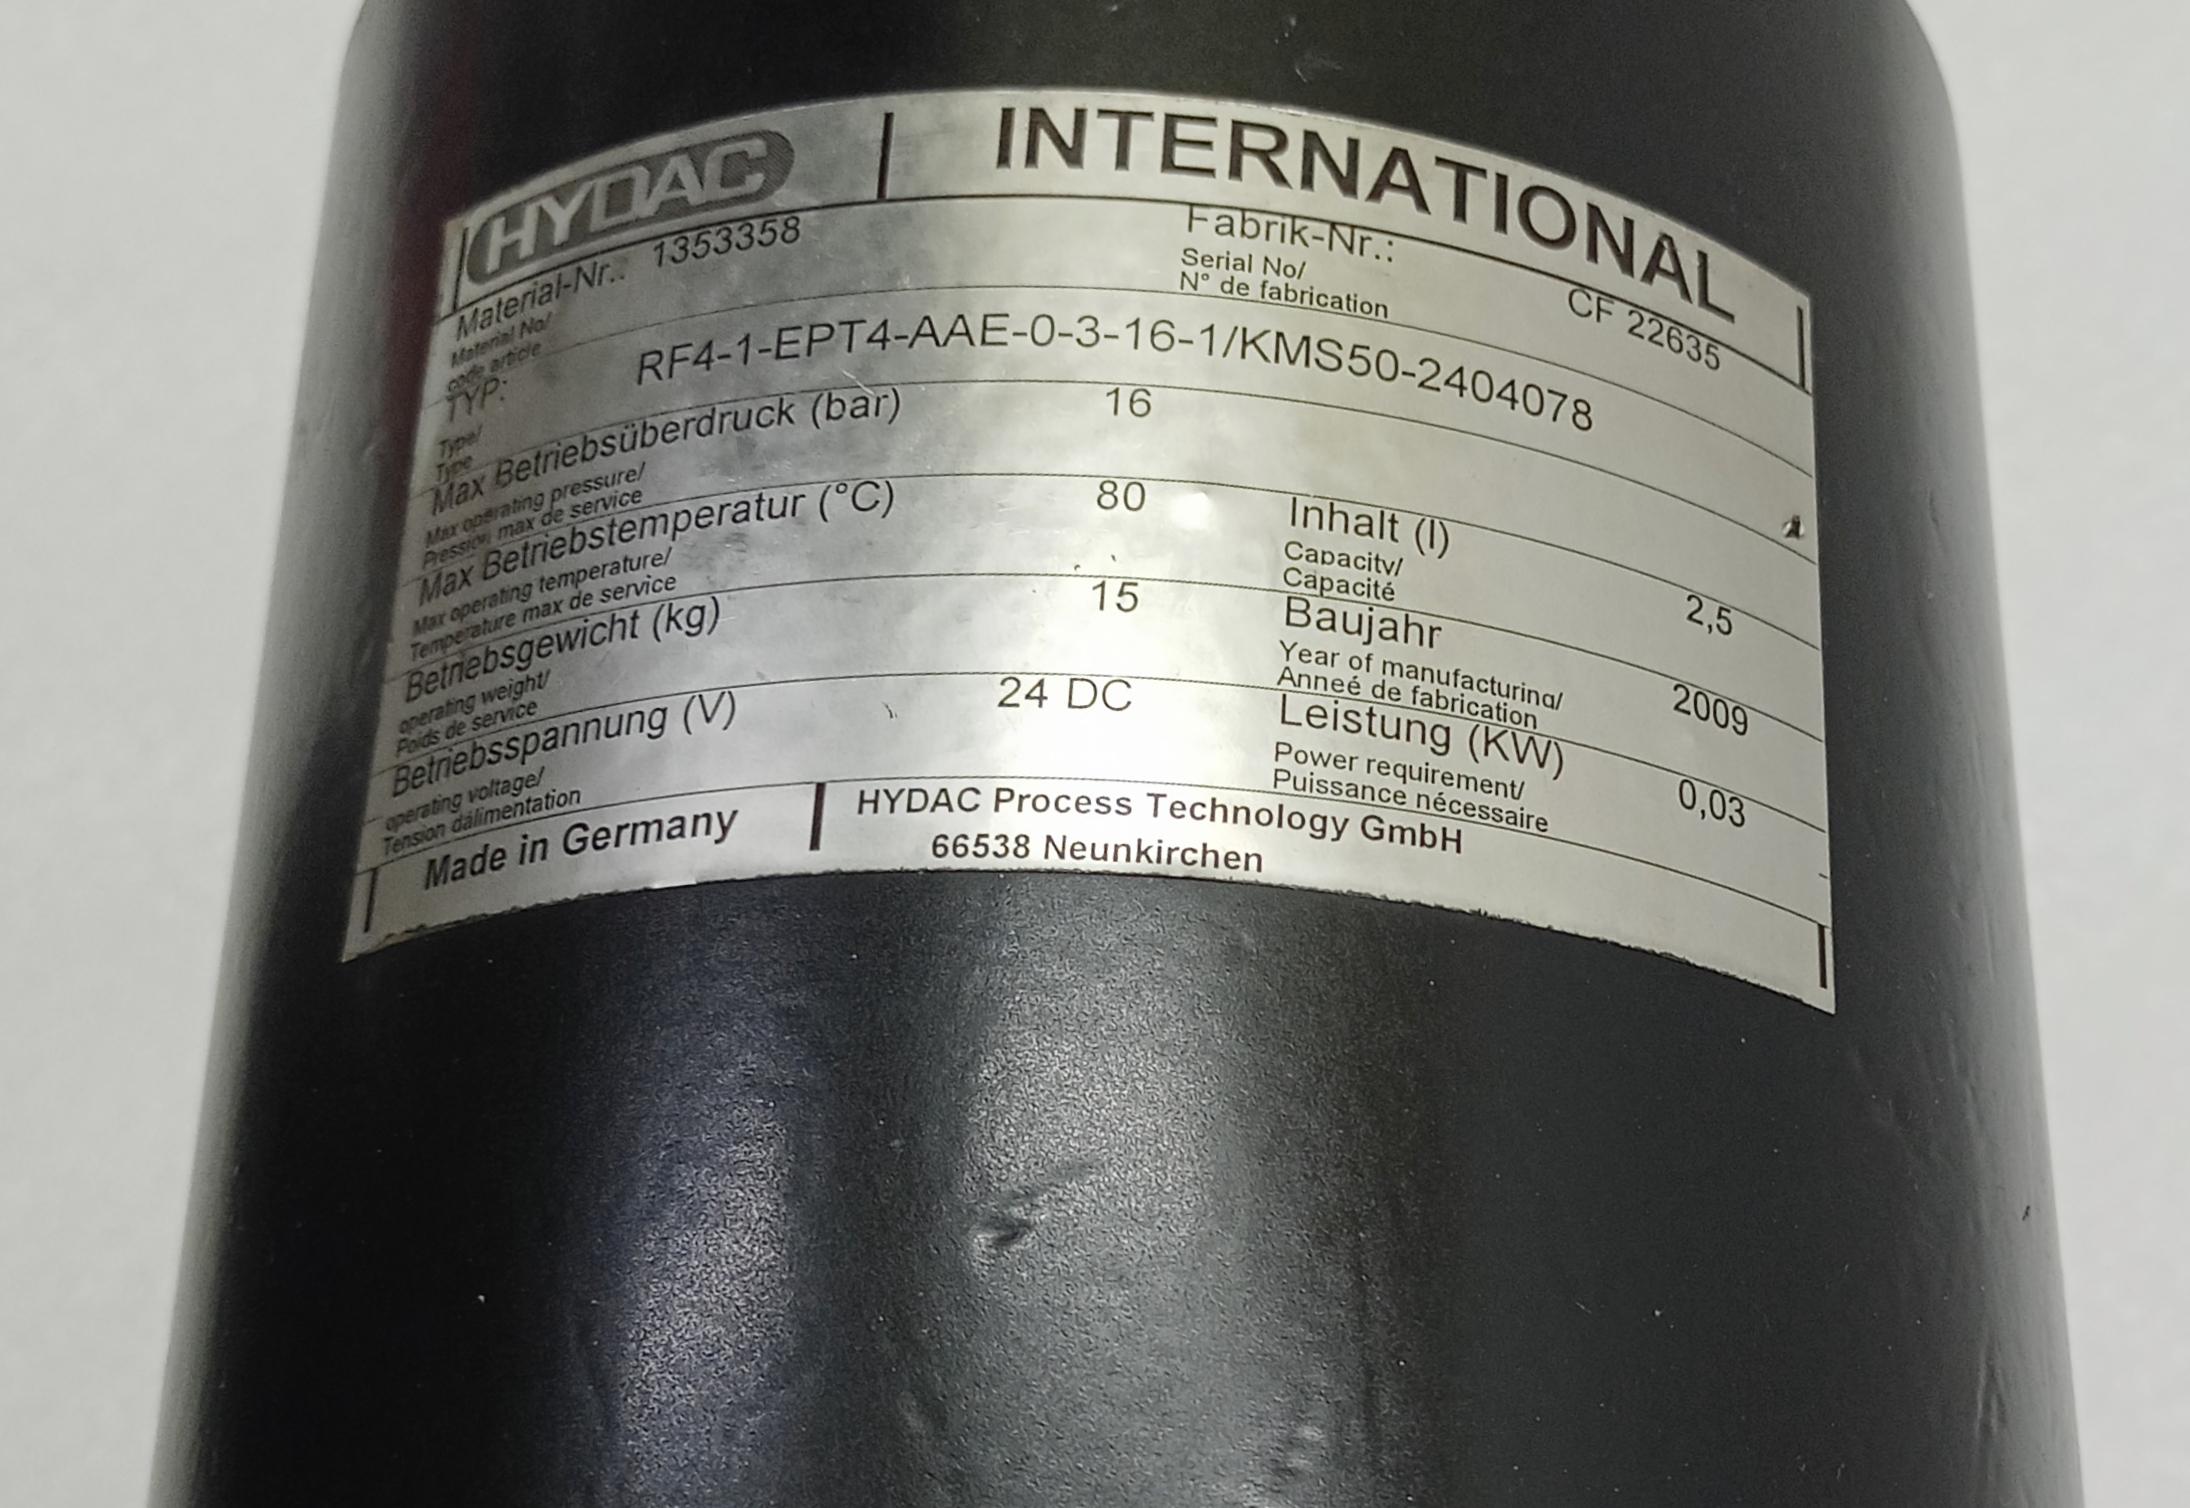 HYDAC INTERNATIONAL
Material-Nr.: 1353358
Material No/
code article
Fabrik-Nr.: CF 22635
Serial No/
N° de fabrication
TYP: RF4-1-EPT4-AAE-0-3-16-1/KMS50-2404078
Type/
Type
Max Betriebsüberdruck (bar) 16
Max operating pressure/
Pression max de service
Max Betriebstemperatur (°C) 80
Max operating temperature/
Temperature max de service
Inhalt (l) 2,5
Capacity/
Capacité
Betriebsgewicht (kg) 15
operating weight/
Poids de service
Baujahr 2009
Year of manufacturing/
Anneé de fabrication
Betriebsspannung (V) 24 DC
operating voltage/
Tension dàlimentation
Leistung (KW) 0,03
Power requirement/
Puissance nécessaire
Made in Germany
HYDAC Process Technology GmbH
66538 Neunkirchen